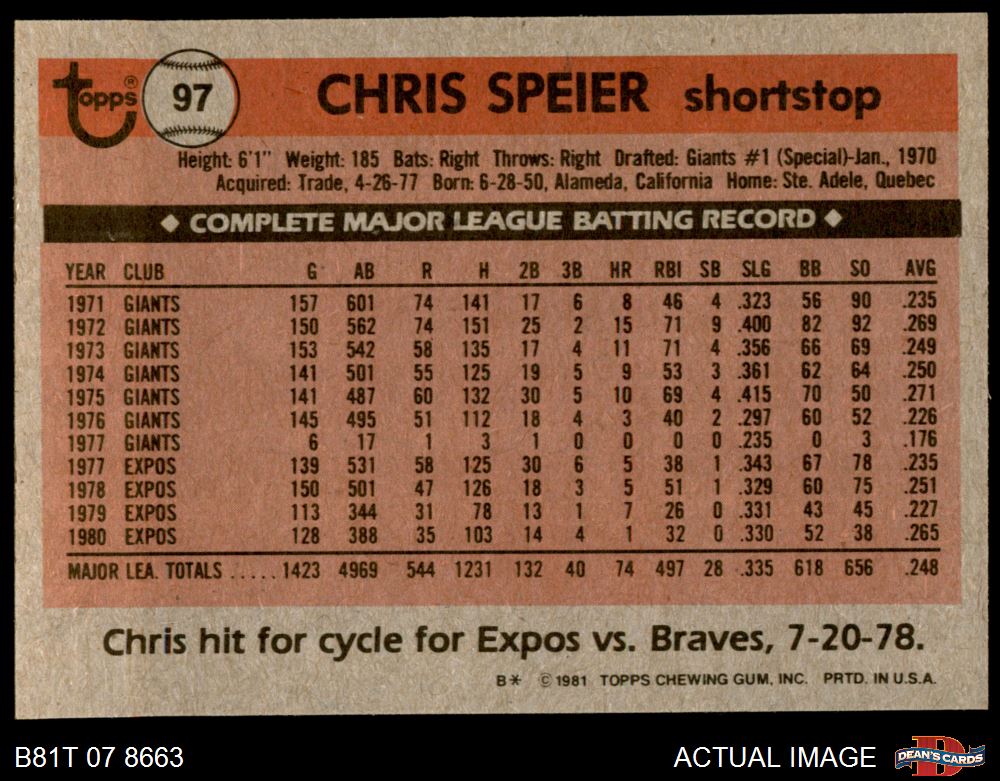 Topps® 97 CHRIS SPEIER shortstop
Height: 6'1" Weight: 185 Bats: Right Throws: Right Drafted: Giants #1 (Special)-Jan., 1970
Acquired: Trade, 4-26-77 Born: 6-28-50, Alameda, California Home: Ste. Adele, Quebec
◆ COMPLETE MAJOR LEAGUE BATTING RECORD ◆
YEAR CLUB G AB R H 2B 3B HR RBI SB SLG BB SO AVG
1971 GIANTS 157 601 74 141 17 6 8 46 4 .323 56 90 .235
1972 GIANTS 150 562 74 151 25 2 15 71 9 .400 82 92 .269
1973 GIANTS 153 542 58 135 17 4 11 71 4 .356 66 69 .249
1974 GIANTS 141 501 55 125 19 5 9 53 3 .361 62 64 .250
1975 GIANTS 141 487 60 132 30 5 10 69 4 .415 70 50 .271
1976 GIANTS 145 495 51 112 18 4 3 40 2 .297 60 52 .226
1977 GIANTS 6 17 1 3 1 0 0 0 0 .235 0 3 .176
1977 EXPOS 139 531 58 125 30 6 5 38 1 .343 67 78 .235
1978 EXPOS 150 501 47 126 18 3 5 51 1 .329 60 75 .251
1979 EXPOS 113 344 31 78 13 1 7 26 0 .331 43 45 .227
1980 EXPOS 128 388 35 103 14 4 1 32 0 .330 52 38 .265
MAJOR LEA. TOTALS ..... 1423 4969 544 1231 132 40 74 497 28 .335 618 656 .248
Chris hit for cycle for Expos vs. Braves, 7-20-78.
B* © 1981 TOPPS CHEWING GUM, INC. PRTD. IN U.S.A.
B81T 07 8663 ACTUAL IMAGE DEAN'S CARDS